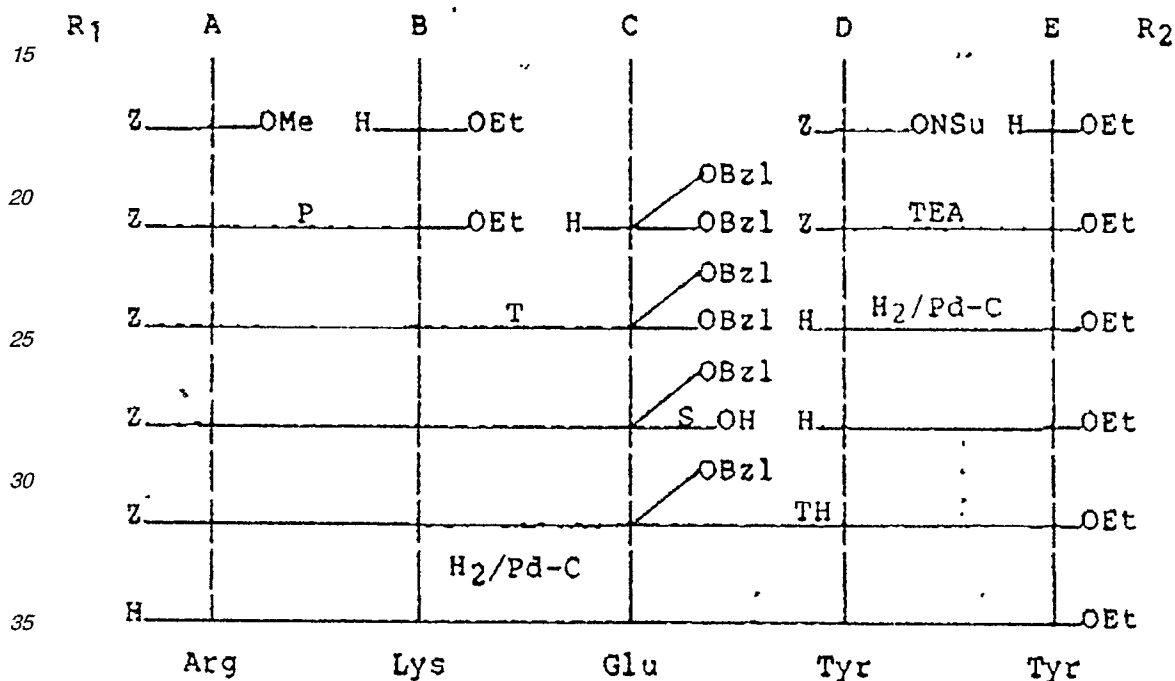 R1 A B C D E R2
15
Z OMe H OEt Z ONSu H OEt
OBzl
20
Z P OEt H OBzl Z TEA OEt
OBzl
Z T OBzl H H2/Pd-C OEt
25
OBzl
Z S OH H OEt
30
OBzl
Z TH OEt
H2/Pd-C
H OEt
35
Arg Lys Glu Tyr Tyr